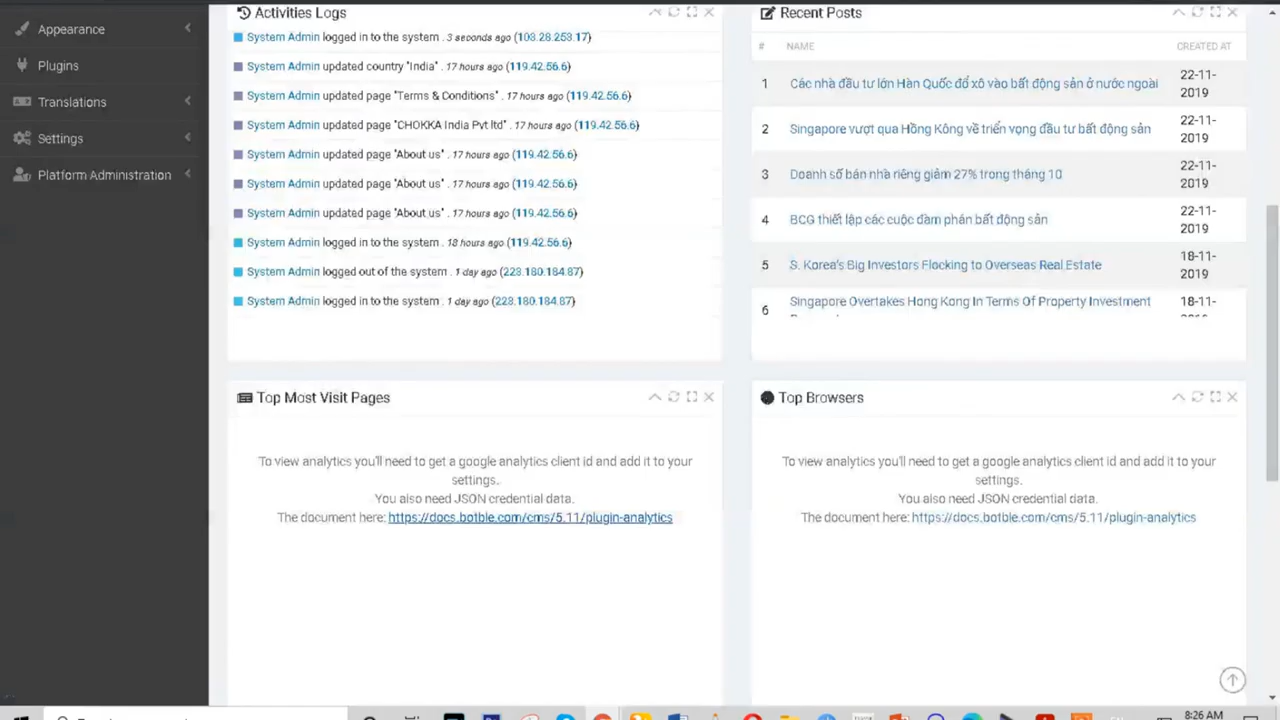 Appearance
Plugins
Translations
Settings
Platform Administration
Activities Logs
System Admin logged in to the system . 3 seconds ago (103.28.253.17)
System Admin updated country "India" . 17 hours ago (119.42.56.6)
System Admin updated page "Terms & Conditions" . 17 hours ago (119.42.56.6)
System Admin updated page "CHOKKA India Pvt ltd" . 17 hours ago (119.42.56.6)
System Admin updated page "About us" . 17 hours ago (119.42.56.6)
System Admin updated page "About us" . 17 hours ago (119.42.56.6)
System Admin updated page "About us" . 17 hours ago (119.42.56.6)
System Admin logged in to the system . 18 hours ago (119.42.56.6)
System Admin logged out of the system . 1 day ago (223.180.184.87)
System Admin logged in to the system . 1 day ago (223.180.184.87)
Recent Posts
# NAME CREATED AT
1 Các nhà đầu tư lớn Hàn Quốc đổ xô vào bất động sản ở nước ngoài 22-11-
2019
2 Singapore vượt qua Hồng Kông về triển vọng đầu tư bất động sản 22-11-
2019
3 Doanh số bán nhà riêng giảm 27% trong tháng 10 22-11-
2019
4 BCG thiết lập các cuộc đàm phán bất động sản 22-11-
2019
5 S. Korea's Big Investors Flocking to Overseas Real Estate 18-11-
2019
6 Singapore Overtakes Hong Kong In Terms Of Property Investment 18-11-
Top Most Visit Pages
To view analytics you'll need to get a google analytics client id and add it to your
settings.
You also need JSON credential data.
The document here: https://docs.botble.com/cms/5.11/plugin-analytics
Top Browsers
To view analytics you'll need to get a google analytics client id and add it to your
settings.
You also need JSON credential data.
The document here: https://docs.botble.com/cms/5.11/plugin-analytics
8:26 AM